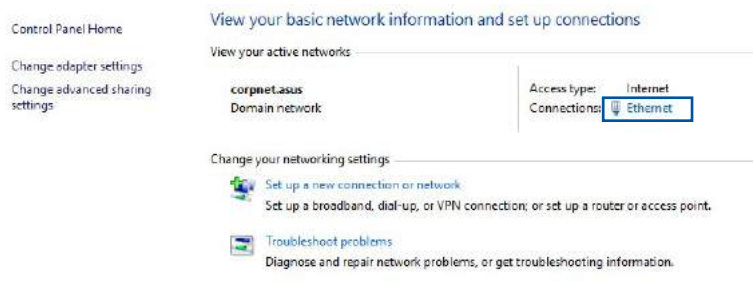 Control Panel Home
Change adapter settings
Change advanced sharing
settings
View your basic network information and set up connections
View your active networks
corpnet.asus
Domain network
Access type: Internet
Connections: Ethernet
Change your networking settings
Set up a new connection or network
Set up a broadband, dial-up, or VPN connection; or set up a router or access point.
Troubleshoot problems
Diagnose and repair network problems, or get troubleshooting information.